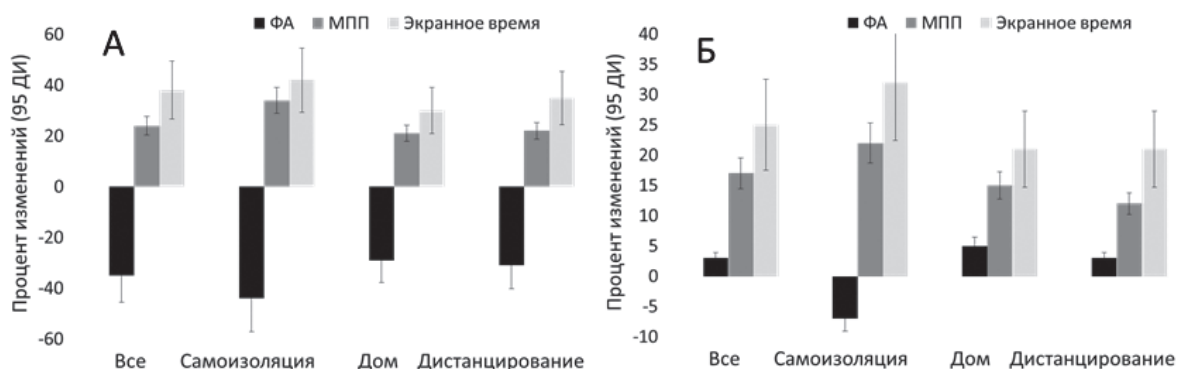 А
■ ФА ■ МПП ■ Экранное время
Процент изменений (95 ДИ)
60
40
20
0
-20
-40
-60
Все Самоизоляция Дом Дистанцирование
Б
■ ФА ■ МПП ■ Экранное время
Процент изменений (95 ДИ)
40
35
30
25
20
15
10
5
0
-5
-10
Все Самоизоляция Дом Дистанцирование